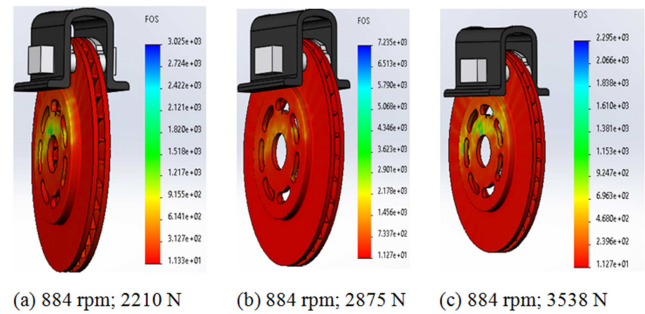 FOS
3.025e+03
2.724e+03
2.422e+03
2.121e+03
1.820e+03
1.518e+03
1.217e+03
9.155e+02
6.141e+02
3.127e+02
1.133e+01
(a) 884 rpm; 2210 N
FOS
7.235e+03
6.513e+03
5.790e+03
5.068e+03
4.346e+03
3.623e+03
2.901e+03
2.178e+03
1.456e+03
7.337e+02
1.127e+01
(b) 884 rpm; 2875 N
FOS
2.295e+03
2.066e+03
1.838e+03
1.610e+03
1.381e+03
1.153e+03
9.247e+02
6.963e+02
4.680e+02
2.396e+02
1.127e+01
(c) 884 rpm; 3538 N